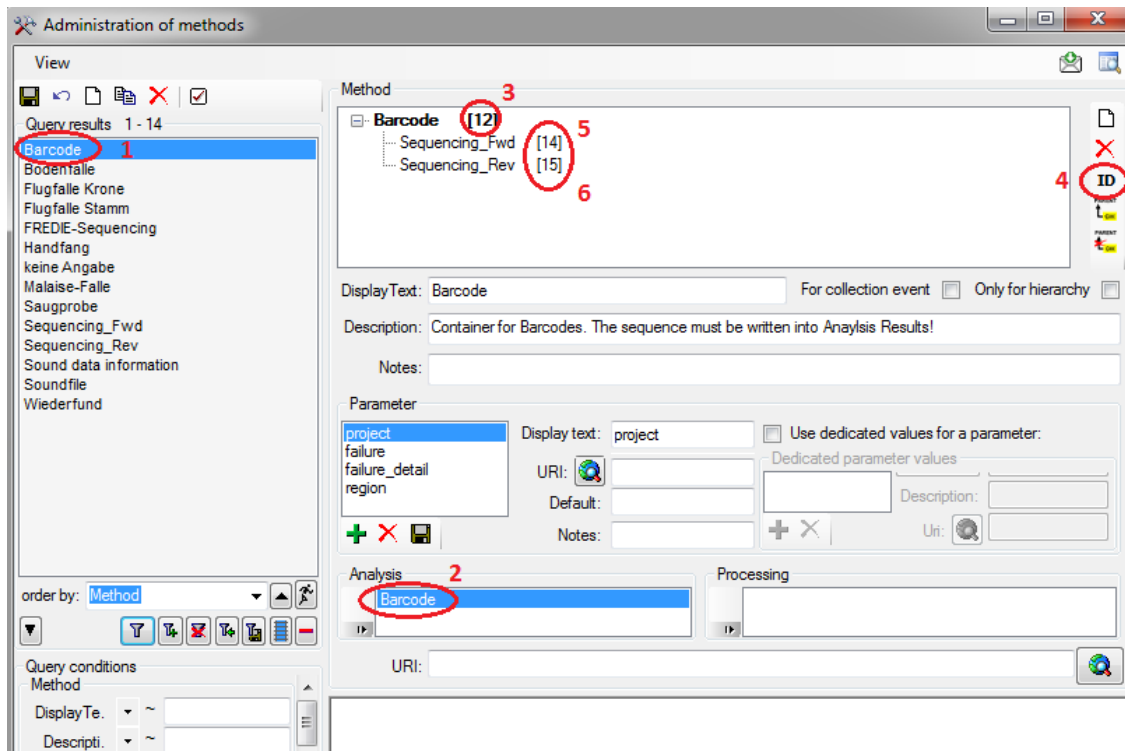 Administration of methods
View
Query results 1 - 14
Barcode 1
Bodenfalle
Flugfalle Krone
Flugfalle Stamm
FREDIE-Sequencing
Handfang
keine Angabe
Malaise-Falle
Saugprobe
Sequencing_Fwd
Sequencing_Rev
Sound data information
Soundfile
Wiederfund
order by: Method
Query conditions
Method
DisplayTe. ~
Descripti. ~
Method
3
Barcode [12]
5
Sequencing_Fwd [14]
Sequencing_Rev [15]
6
4 ID
PARENT
PARENT
DisplayText: Barcode For collection event Only for hierarchy
Description: Container for Barcodes. The sequence must be written into Anaylsis Results!
Notes:
Parameter
project
failure
failure_detail
region
Display text: project
URI:
Default:
Notes:
Use dedicated values for a parameter:
Dedicated parameter values
Description:
Uri:
Analysis 2
Barcode
Processing
URI: